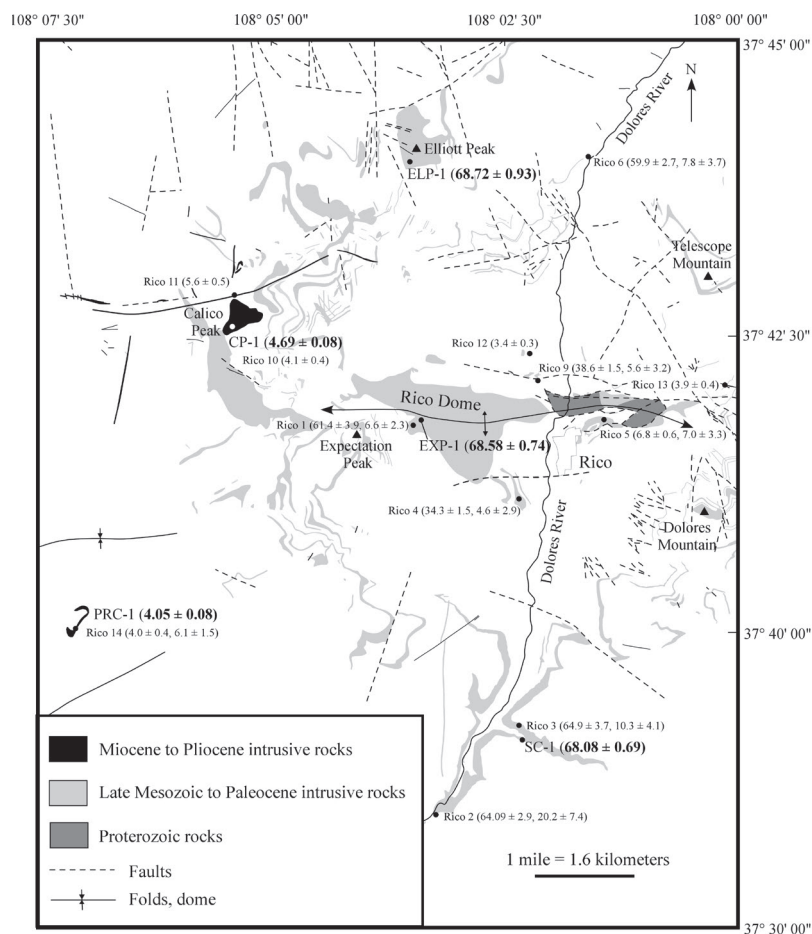 108° 07' 30"
108° 05' 00"
108° 02' 30"
108° 00' 00"
37° 45' 00"
N
Dolores River
Elliott Peak
ELP-1 (68.72 ± 0.93)
Rico 6 (59.9 ± 2.7, 7.8 ± 3.7)
Telescope
Mountain
Rico 11 (5.6 ± 0.5)
Calico
Peak
CP-1 (4.69 ± 0.08)
Rico 10 (4.1 ± 0.4)
37° 42' 30"
Rico 12 (3.4 ± 0.3)
Rico 9 (38.6 ± 1.5, 5.6 ± 3.2)
Rico 13 (3.9 ± 0.4)
Rico Dome
Rico 1 (61.4 ± 3.9, 6.6 ± 2.3)
Expectation
Peak
EXP-1 (68.58 ± 0.74)
Rico 5 (6.8 ± 0.6, 7.0 ± 3.3)
Rico
Rico 4 (34.3 ± 1.5, 4.6 ± 2.9)
Dolores River
Dolores
Mountain
PRC-1 (4.05 ± 0.08)
Rico 14 (4.0 ± 0.4, 6.1 ± 1.5)
37° 40' 00"
Rico 3 (64.9 ± 3.7, 10.3 ± 4.1)
SC-1 (68.08 ± 0.69)
Rico 2 (64.09 ± 2.9, 20.2 ± 7.4)
Miocene to Pliocene intrusive rocks
Late Mesozoic to Paleocene intrusive rocks
Proterozoic rocks
Faults
Folds, dome
1 mile = 1.6 kilometers
37° 30' 00"